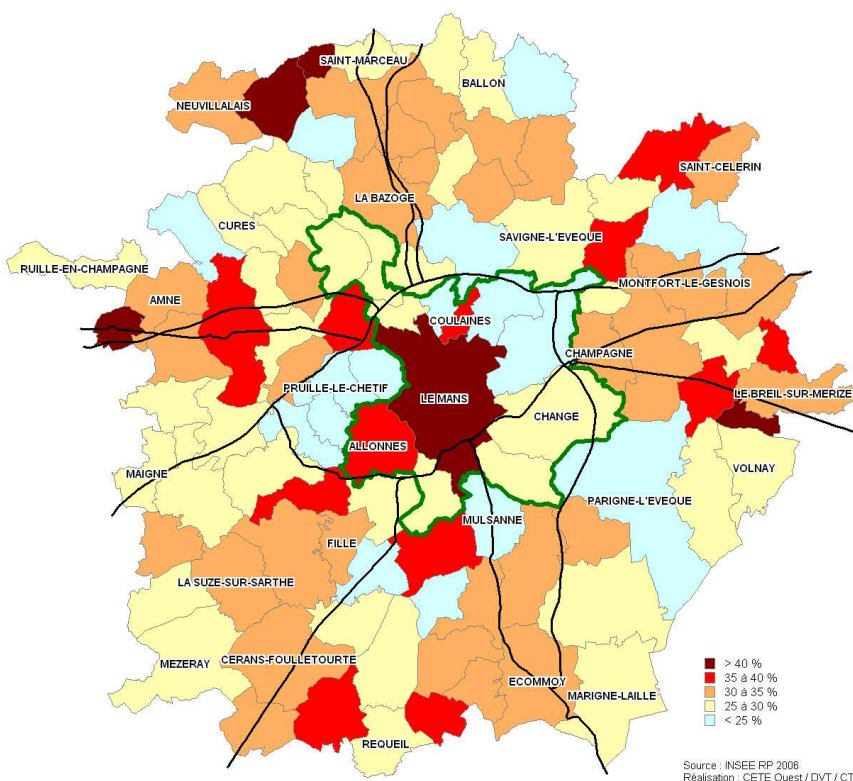 SAINT-MARCEAU
BALLON
NEUVILLALAIS
SAINT-CELERIN
LA BAZOGE
CURES
SAVIGNE-L'EVEQUE
RUILLE-EN-CHAMPAGNE
MONTFORT-LE-GESNOIS
AMNE
COULAINES
CHAMPAGNE
PRUILLE-LE-CHETIF
LE MANS
LE-BREIL-SUR-MERIZE
CHANGE
ALLONNES
VOLNAY
MAIGNE
PARIGNE-L'EVEQUE
MULSANNE
FILLE
LA SUZE-SUR-SARTHE
MEZERAY
CERANS-FOULLETOURTE
ECOMMOY
MARIGNE-LAILLE
REQUEIL
> 40 %
35 à 40 %
30 à 35 %
25 à 30 %
< 25 %
Source : INSEE RP 2006
Réalisation : CETE Ouest / DVT / CT